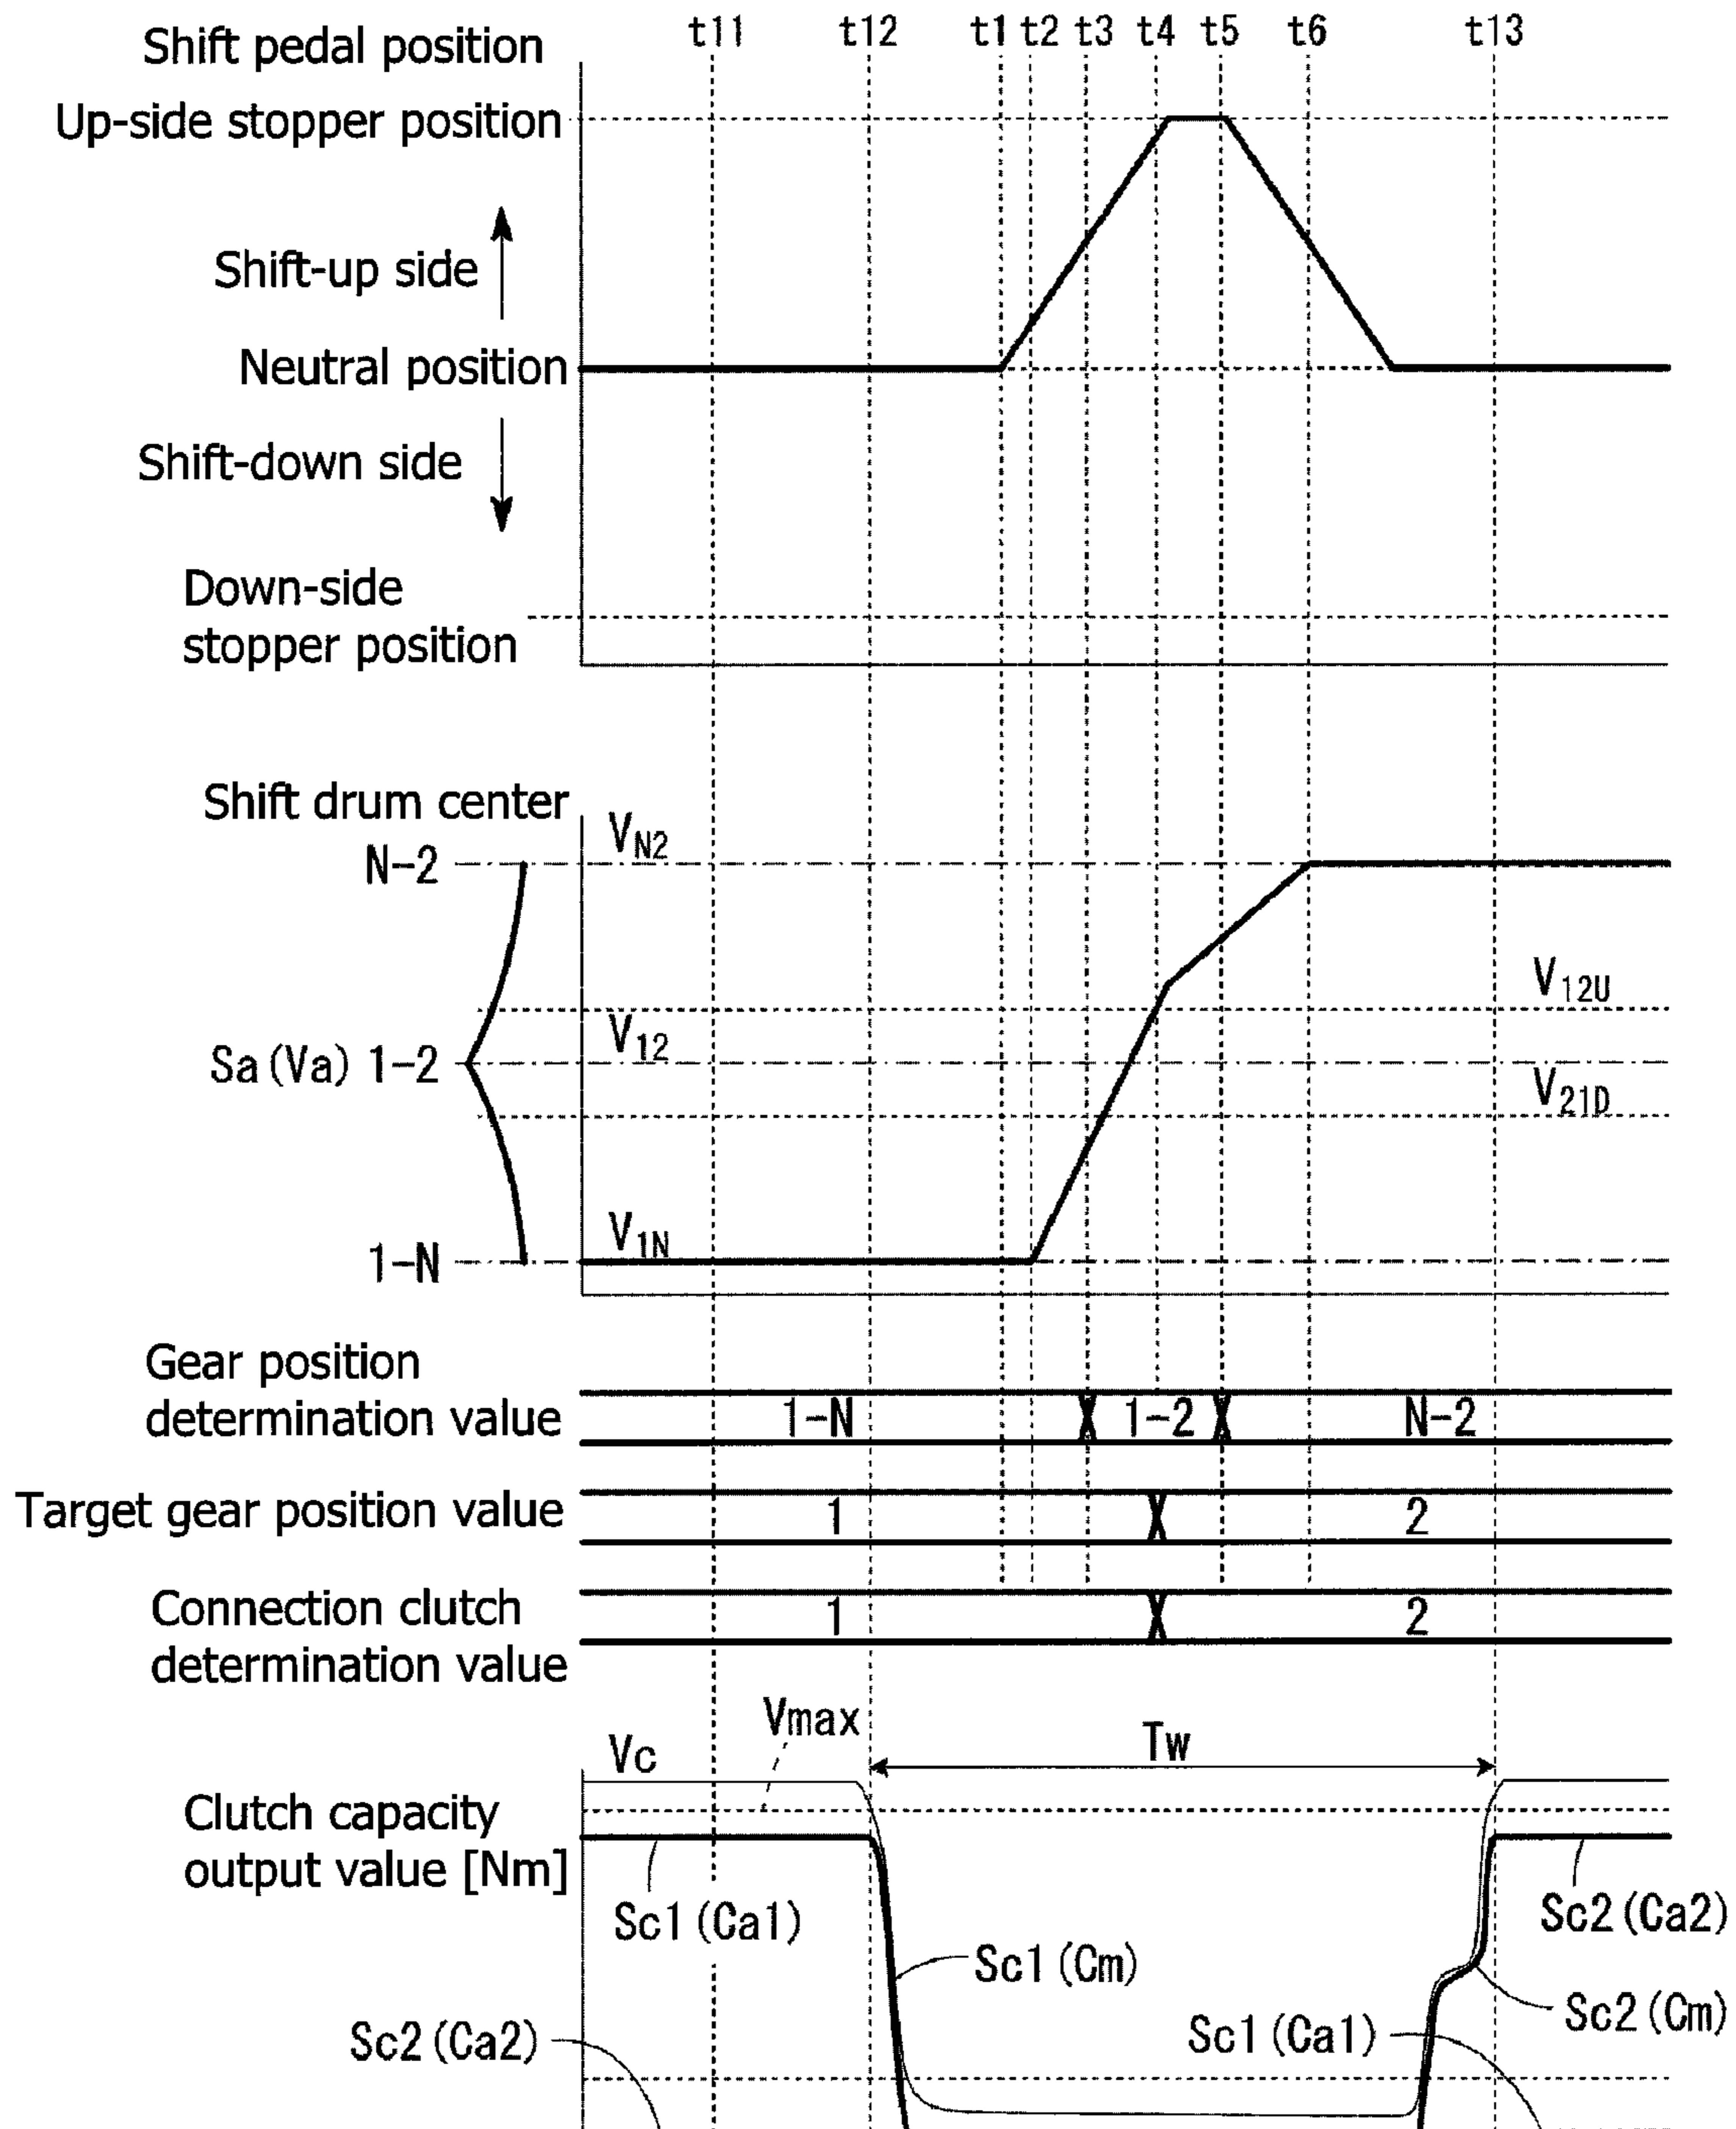 Shift pedal position
t11 t12 t1 t2 t3 t4 t5 t6 t13
Up-side stopper position
Shift-up side
Neutral position
Shift-down side
Down-side
stopper position
Shift drum center
N-2
VN2
V12U
Sa(Va) 1-2
V12
V21D
1-N
V1N
Gear position
determination value
1-N 1-2 N-2
Target gear position value
1 2
Connection clutch
determination value
1 2
Vmax
Vc
Tw
Clutch capacity
output value [Nm]
Sc1(Ca1)
Sc2(Ca2)
Sc1(Cm)
Sc2(Cm)
Sc2(Ca2)
Sc1(Ca1)